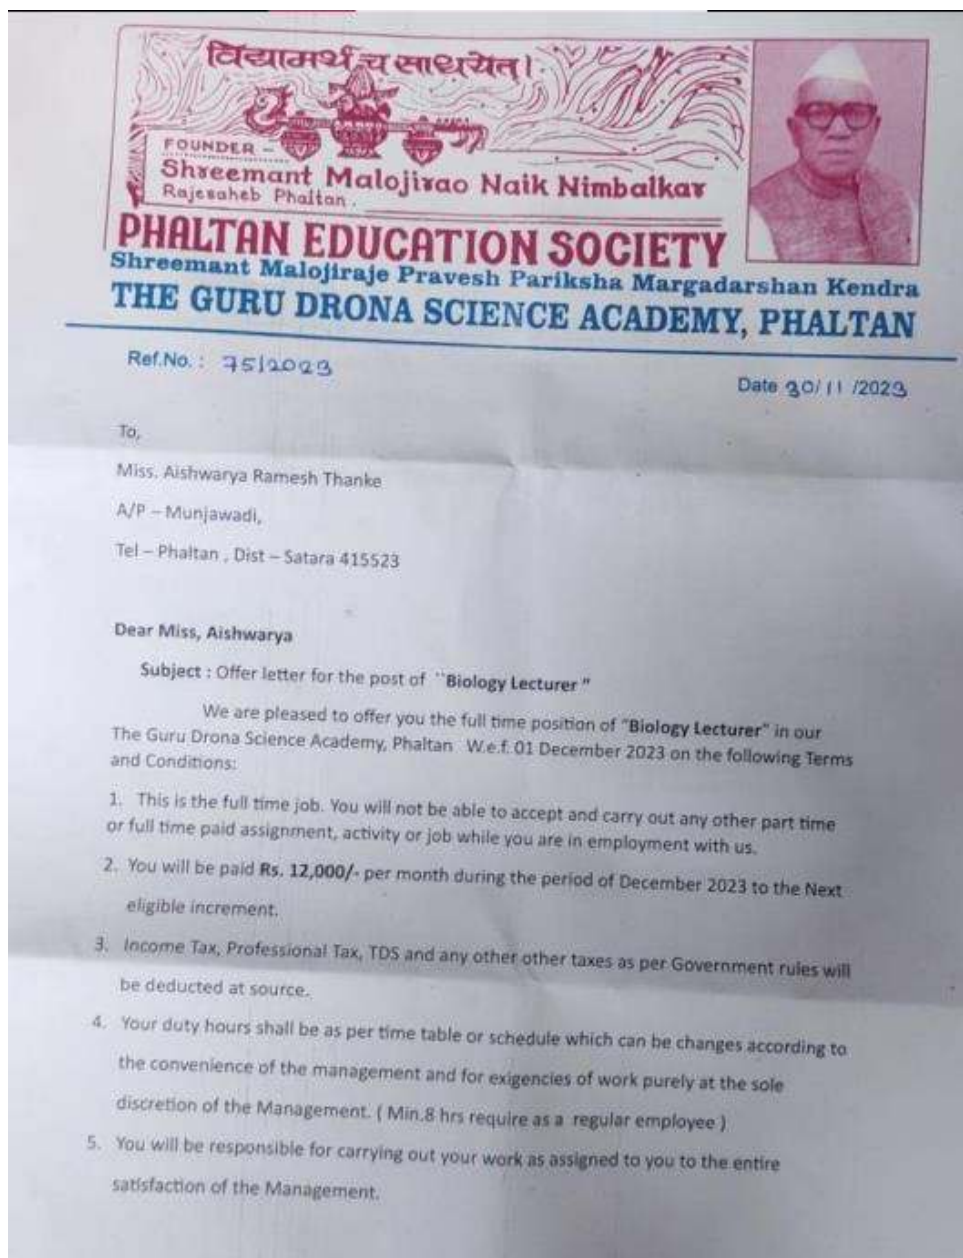 विद्यामर्थं च साधयेत्।
FOUNDER –
Shreemant Malojirao Naik Nimbalkar
Rajesaheb Phaltan.
PHALTAN EDUCATION SOCIETY
Shreemant Malojiraje Pravesh Pariksha Margadarshan Kendra
THE GURU DRONA SCIENCE ACADEMY, PHALTAN
Ref.No. : 75/2023
Date 30/11/2023
To,
Miss. Aishwarya Ramesh Thanke
A/P – Munjawadi,
Tel – Phaltan , Dist – Satara 415523
Dear Miss, Aishwarya
Subject : Offer letter for the post of ``Biology Lecturer "
We are pleased to offer you the full time position of "Biology Lecturer" in our
The Guru Drona Science Academy, Phaltan W.e.f. 01 December 2023 on the following Terms
and Conditions:
1. This is the full time job. You will not be able to accept and carry out any other part time
or full time paid assignment, activity or job while you are in employment with us.
2. You will be paid Rs. 12,000/- per month during the period of December 2023 to the Next
eligible increment.
3. Income Tax, Professional Tax, TDS and any other other taxes as per Government rules will
be deducted at source.
4. Your duty hours shall be as per time table or schedule which can be changes according to
the convenience of the management and for exigencies of work purely at the sole
discretion of the Management. ( Min.8 hrs require as a regular employee )
5. You will be responsible for carrying out your work as assigned to you to the entire
satisfaction of the Management.